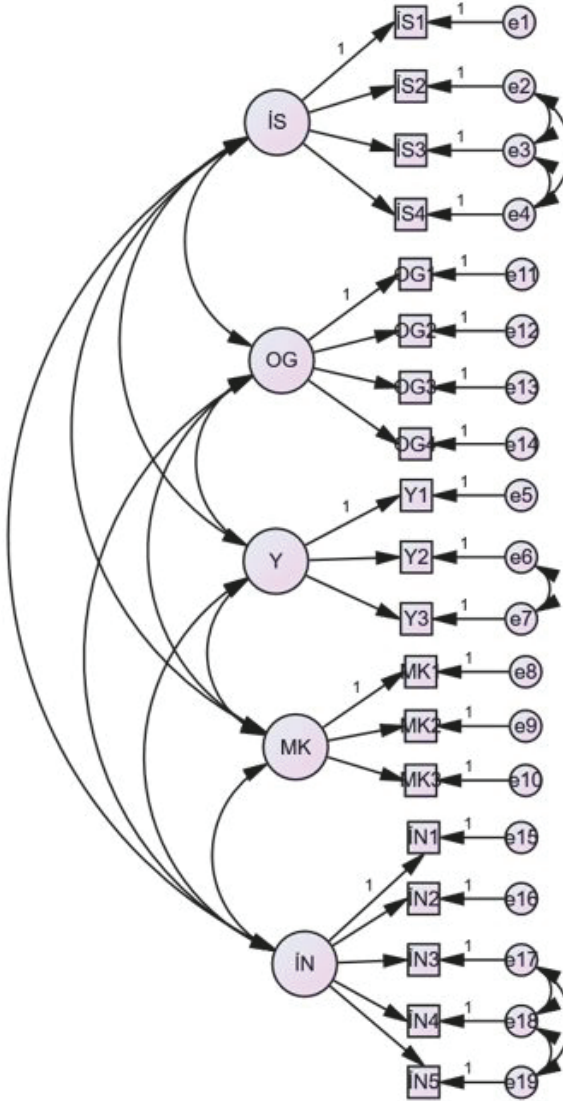 İS1 1 e1
İS2 1 e2
İS3 1 e3
İS4 1 e4
1
İS
OG1 1 e11
OG2 1 e12
OG3 1 e13
OG4 1 e14
1
OG
Y1 1 e5
Y2 1 e6
Y3 1 e7
1
Y
MK1 1 e8
MK2 1 e9
MK3 1 e10
1
MK
İN1 1 e15
İN2 1 e16
İN3 1 e17
İN4 1 e18
İN5 1 e19
1
İN